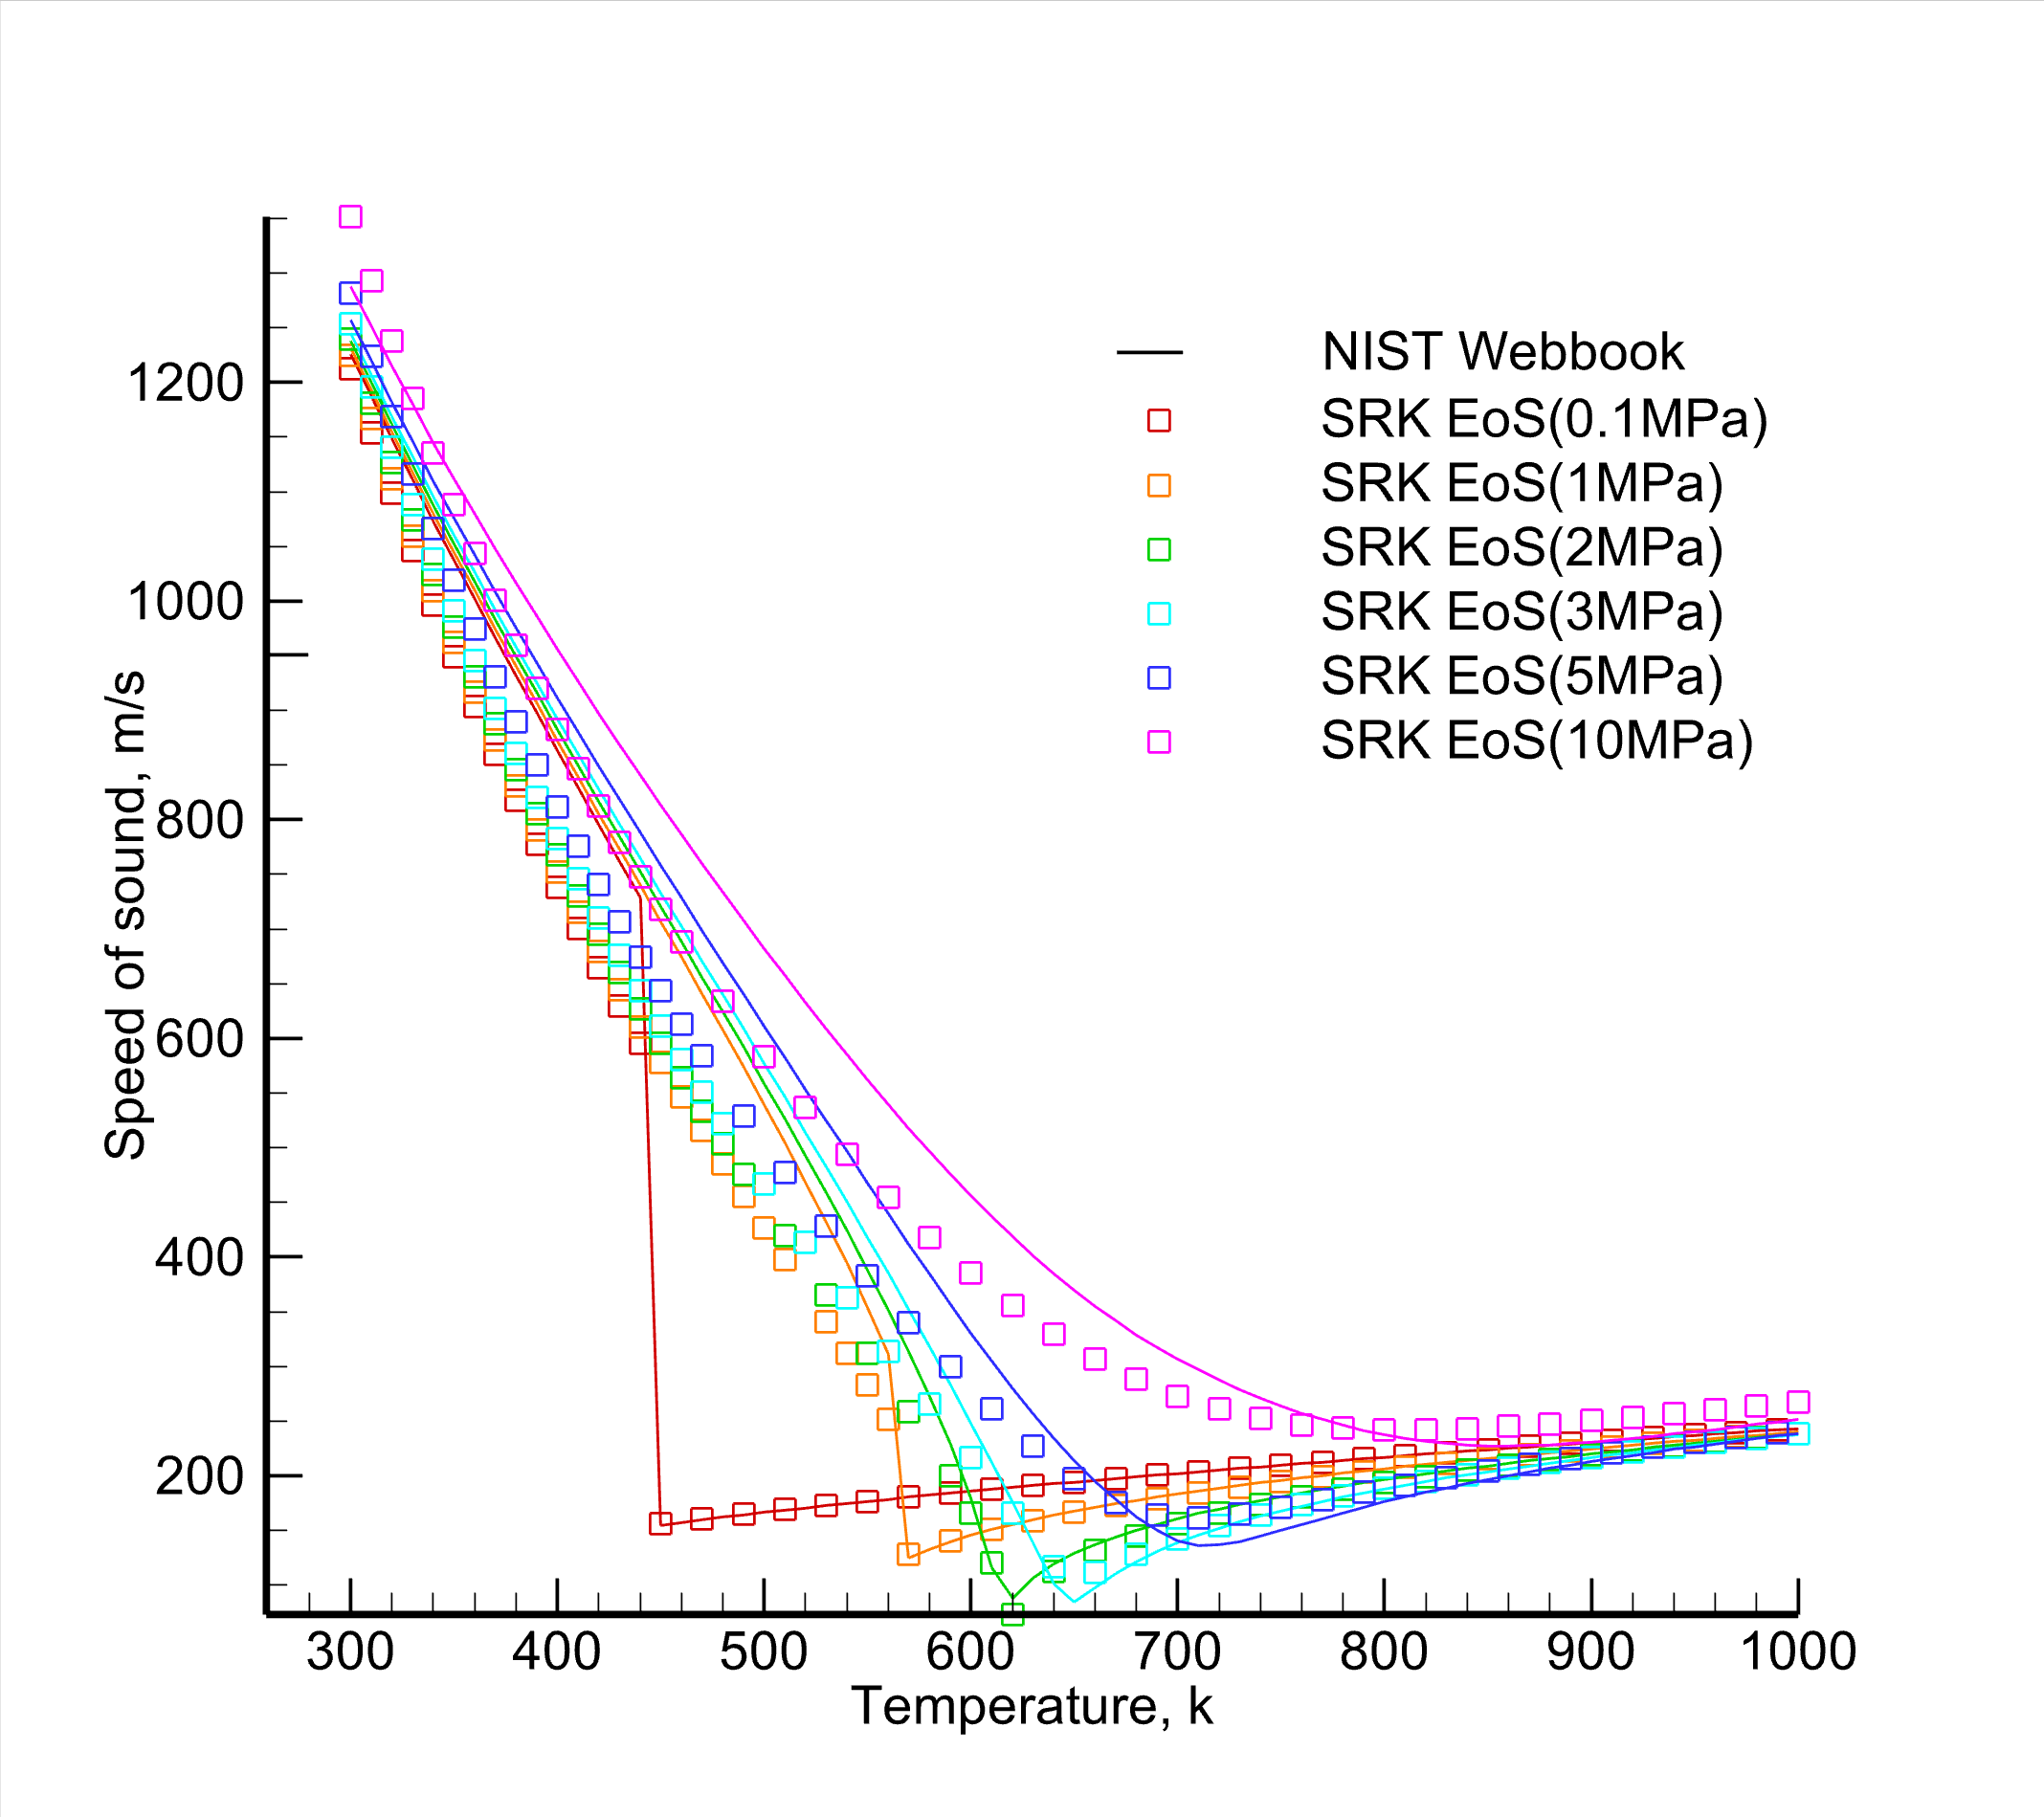 NIST Webbook
SRK EoS(0.1MPa)
SRK EoS(1MPa)
SRK EoS(2MPa)
SRK EoS(3MPa)
SRK EoS(5MPa)
SRK EoS(10MPa)
Speed of sound, m/s
1200
1000
800
600
400
200
300 400 500 600 700 800 900 1000
Temperature, k